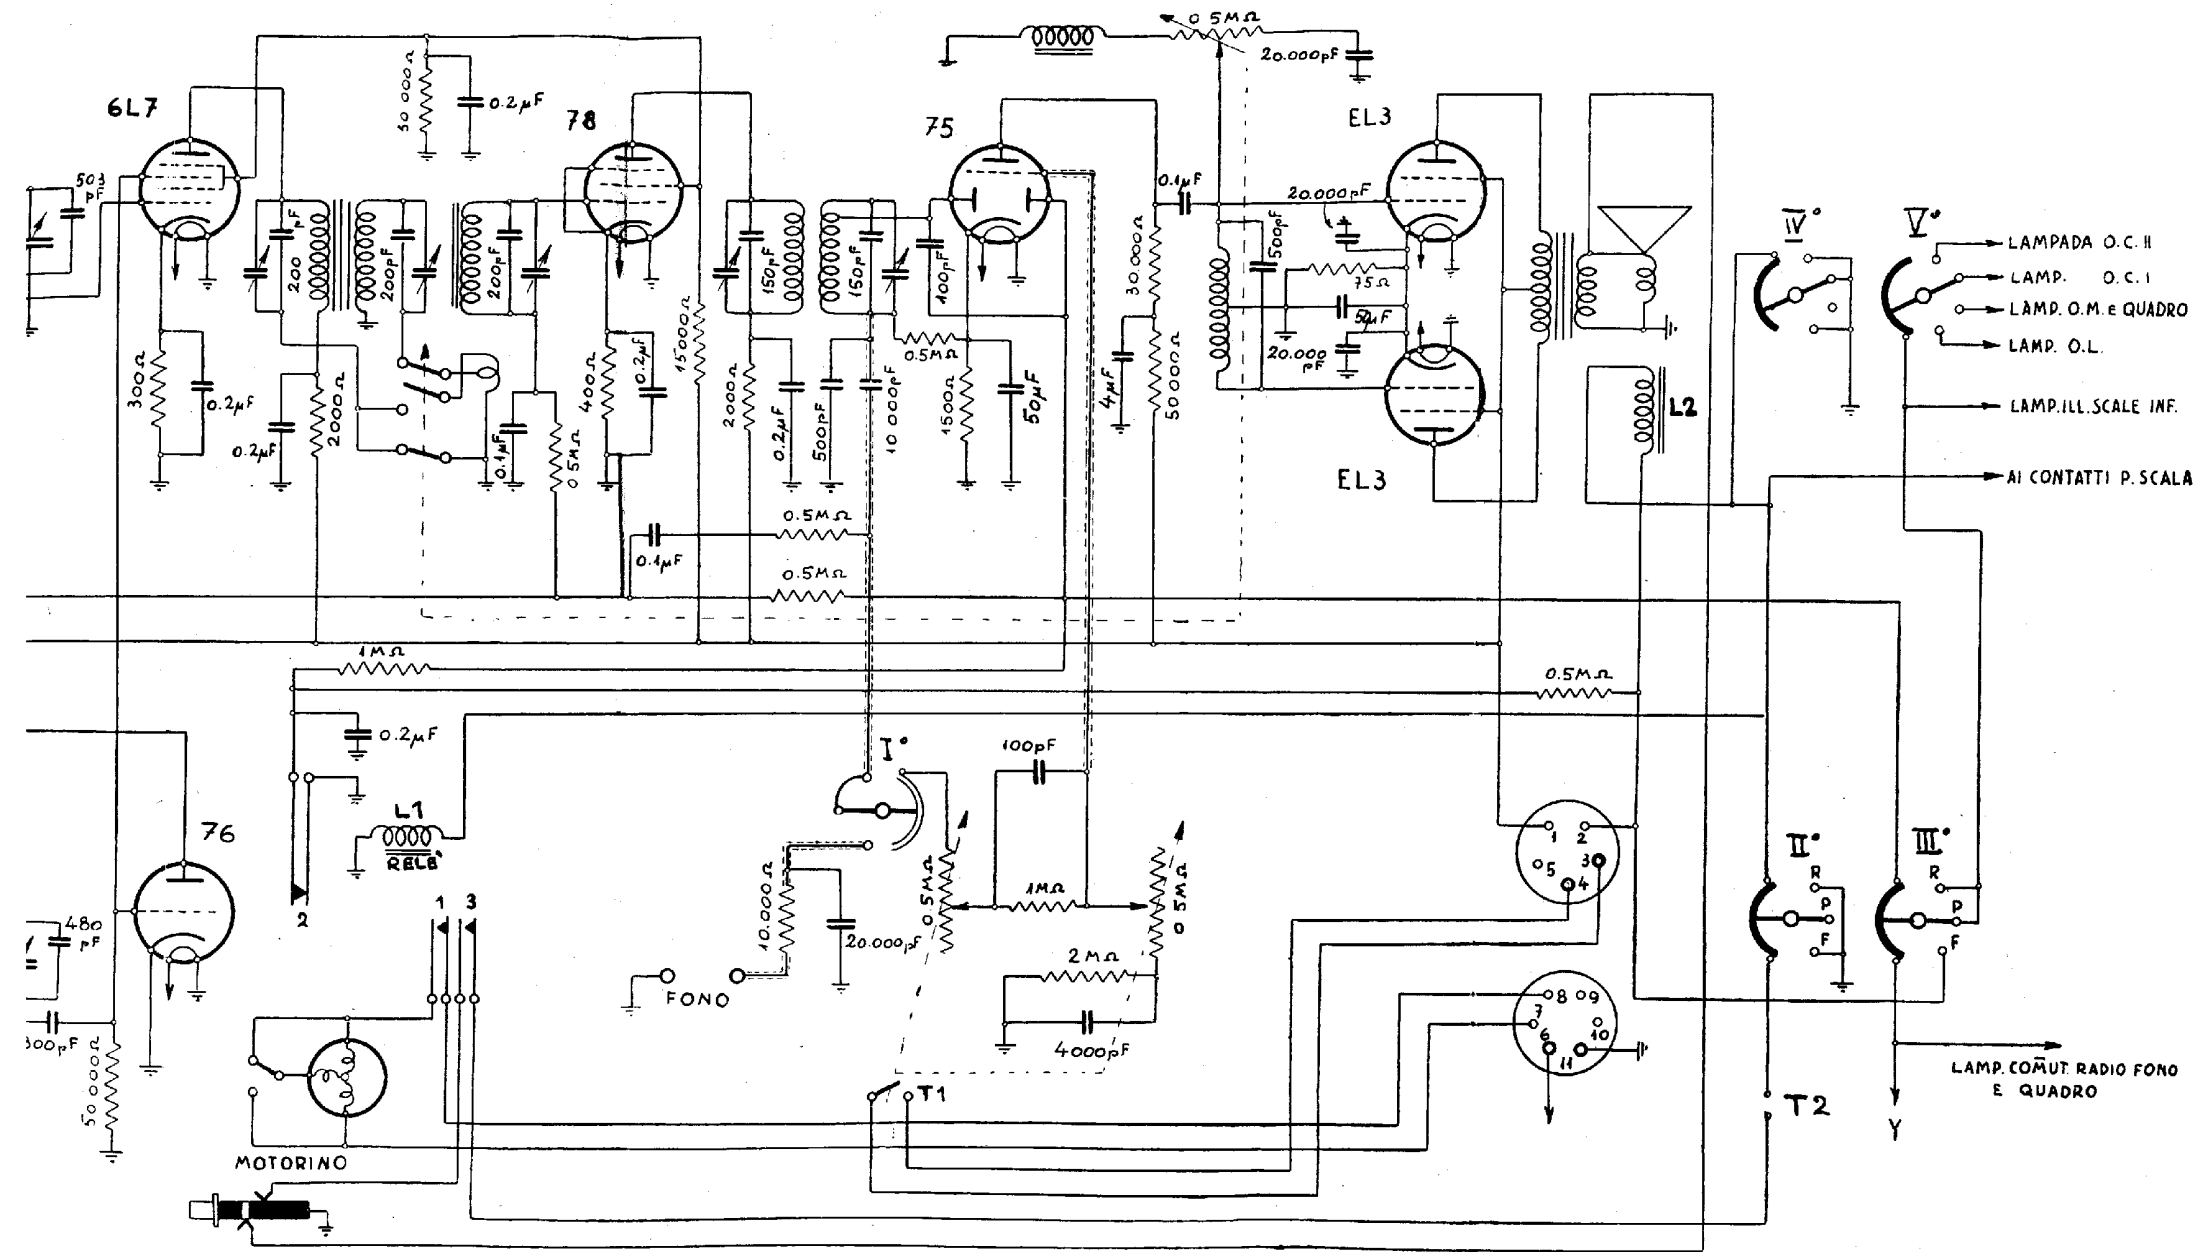 0 5MΩ
20.000pF
6L7
50 000Ω
0.2µF
78
75
EL3
503
pF
0.1µF
20.000pF
IV°
V°
LAMPADA O.C.II
LAMP. O.C.I
LAMP. O.M. E QUADRO
LAMP. O.L.
LAMP.ILL.SCALE INF.
AI CONTATTI P. SCALA
pF
200
200pF
200pF
150pF
150pF
100pF
30.000Ω
500pF
75Ω
50µF
20.000
pF
0.5MΩ
15000Ω
300Ω
0.2µF
0.2µF
2000Ω
0.1µF
0.5MΩ
400Ω
0.2µF
2000Ω
0.2µF
500pF
10 000pF
1500Ω
50µF
4µF
50000Ω
L2
EL3
0.5MΩ
0.1µF
0.5MΩ
1MΩ
0.5MΩ
0.2µF
I°
100pF
76
L1
RELE'
1 2
3
5
4
II°
III°
R
P
F
R
P
F
2
1 3
480
pF
10.000Ω
20.000pF
0.5MΩ
1MΩ
0 5MΩ
2MΩ
FONO
4000pF
8 9
7
6
10
11
300pF
50 000Ω
T1
T2
LAMP. COMUT. RADIO FONO
E QUADRO
Y
MOTORINO